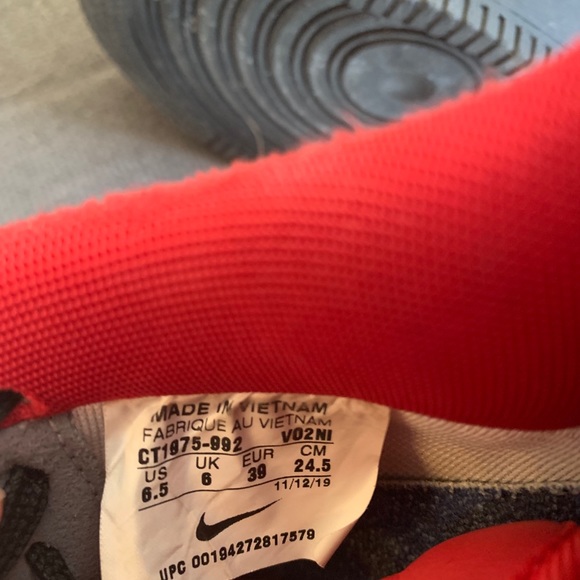 MADE IN VIETNAM
FABRIQUE AU VIETNAM
CT1875-992 V02NI
US UK EUR CM
6.5 6 39 24.5
11/12/19
UPC 00194272817579